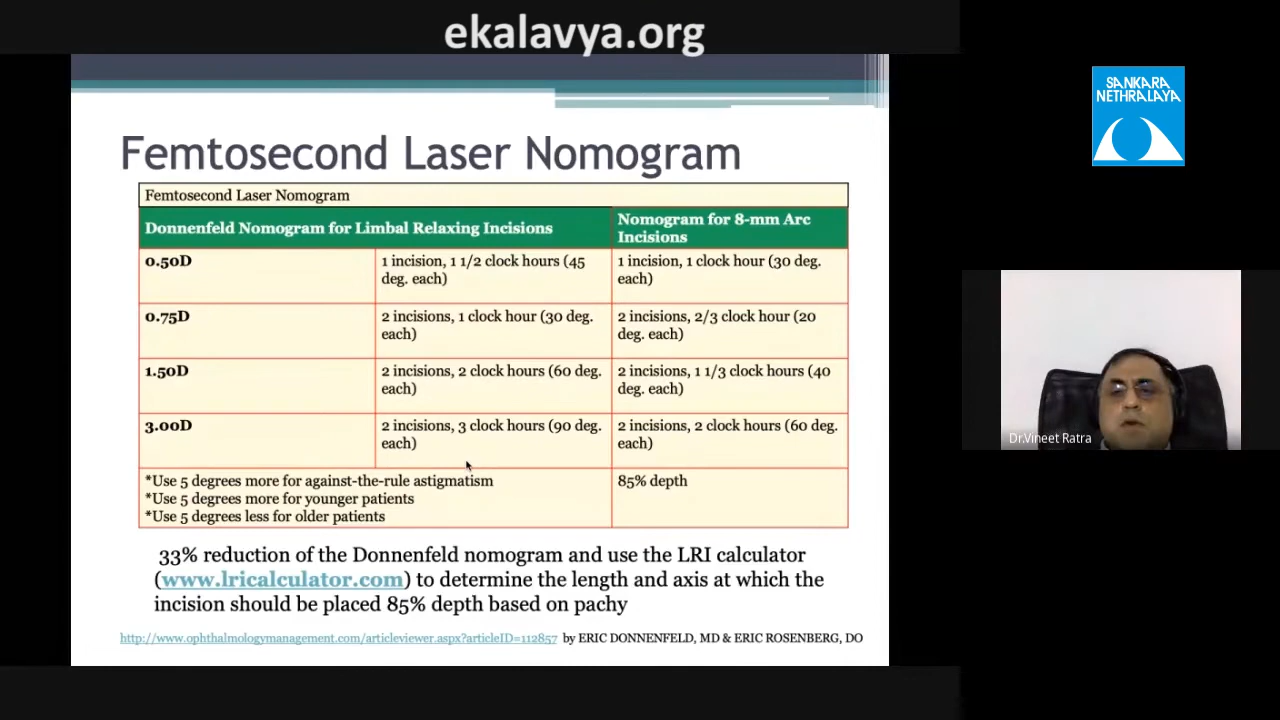 ekalavya.org
SANKARA
NETHRALAYA
Femtosecond Laser Nomogram
Femtosecond Laser Nomogram
Donnenfeld Nomogram for Limbal Relaxing Incisions
Nomogram for 8-mm Arc
Incisions
0.50D
1 incision, 1 1/2 clock hours (45
deg. each)
1 incision, 1 clock hour (30 deg.
each)
0.75D
2 incisions, 1 clock hour (30 deg.
each)
2 incisions, 2/3 clock hour (20
deg. each)
1.50D
2 incisions, 2 clock hours (60 deg.
each)
2 incisions, 1 1/3 clock hours (40
deg. each)
3.00D
2 incisions, 3 clock hours (90 deg.
each)
2 incisions, 2 clock hours (60 deg.
each)
*Use 5 degrees more for against-the-rule astigmatism
*Use 5 degrees more for younger patients
*Use 5 degrees less for older patients
85% depth
33% reduction of the Donnenfeld nomogram and use the LRI calculator
(www.lricalculator.com) to determine the length and axis at which the
incision should be placed 85% depth based on pachy
http://www.ophthalmologymanagement.com/articleviewer.aspx?articleID=112857 by ERIC DONNENFELD, MD & ERIC ROSENBERG, DO
Dr.Vineet Ratra